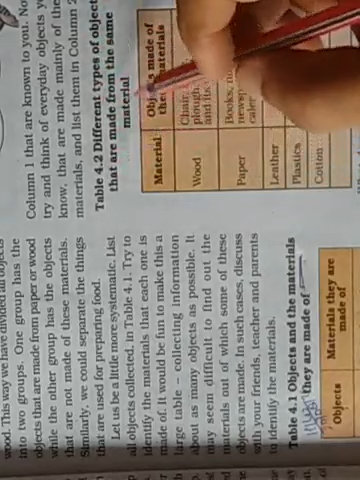 wood. This way we have divided all objects
into two groups. One group has the
objects that are made from paper or wood
while the other group has the objects
that are not made of these materials.
Similarly, we could separate the things
that are used for preparing food.
Let us be a little more systematic. List
all objects collected, in Table 4.1. Try to
identify the materials that each one is
made of. It would be fun to make this a
large table – collecting information
about as many objects as possible. It
may seem difficult to find out the
materials out of which some of these
objects are made. In such cases, discuss
with your friends, teacher and parents
to identify the materials.
Table 4.1 Objects and the materials
they are made of
Objects
Materials they are
made of
Column 1 that are known to you.
try and think of everyday objects
know, that are made mainly of
materials, and list them in Column
Table 4.2 Different types of
that are made from the same
material
Material
made of
materials
Wood
and its
Paper
Books,
Leather
Plastics
Cotton